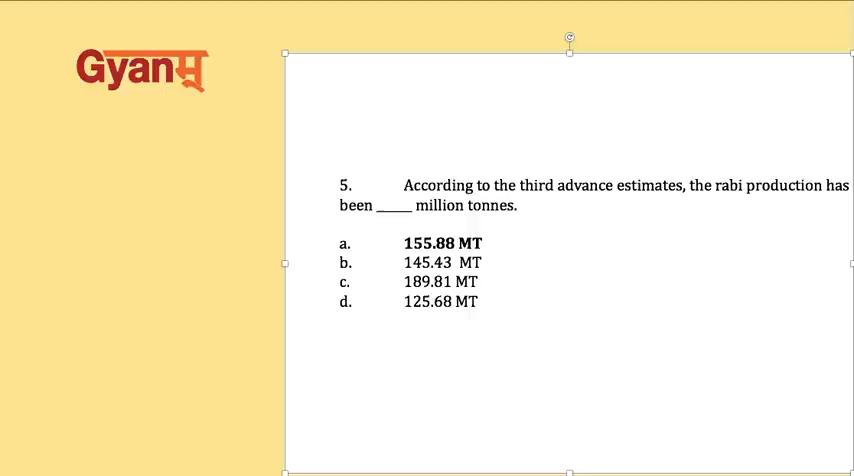 Gyanभू
5. According to the third advance estimates, the rabi production has
been _____ million tonnes.
a. 155.88 MT
b. 145.43 MT
c. 189.81 MT
d. 125.68 MT